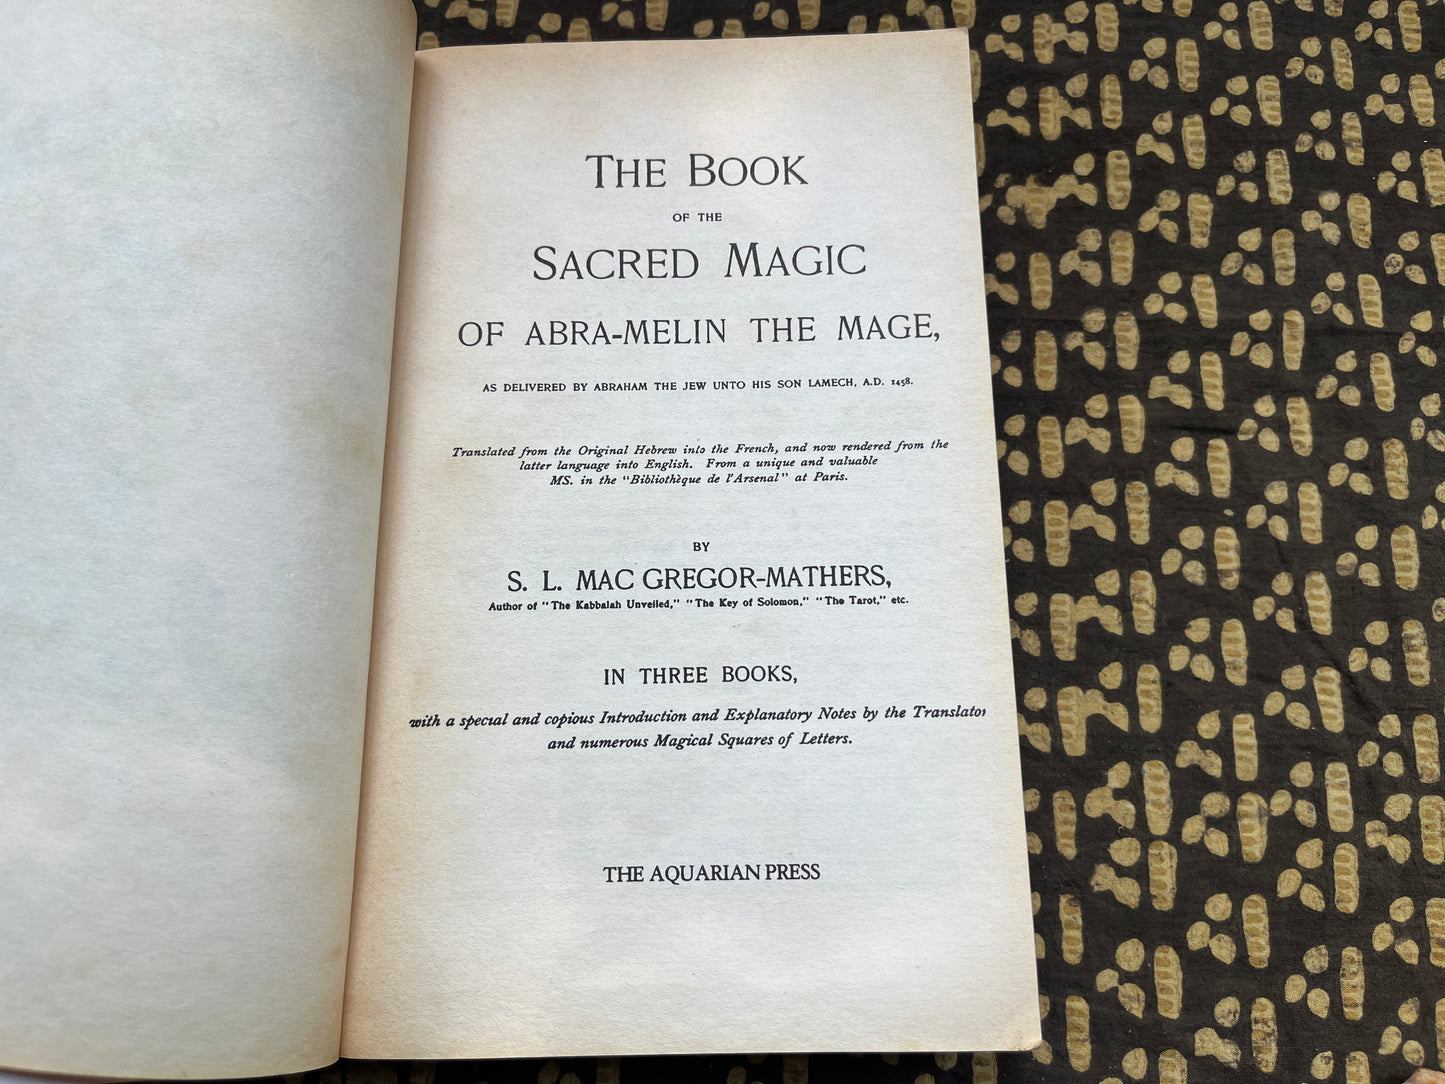 THE BOOK
OF THE
SACRED MAGIC
OF ABRA-MELIN THE MAGE,
AS DELIVERED BY ABRAHAM THE JEW UNTO HIS SON LAMECH, A.D. 1458.
Translated from the Original Hebrew into the French, and now rendered from the
latter language into English. From a unique and valuable
MS. in the "Bibliothèque de l'Arsenal" at Paris.
BY
S. L. MAC GREGOR-MATHERS,
Author of "The Kabbalah Unveiled," "The Key of Solomon," "The Tarot," etc.
IN THREE BOOKS,
with a special and copious Introduction and Explanatory Notes by the Translator
and numerous Magical Squares of Letters.
THE AQUARIAN PRESS